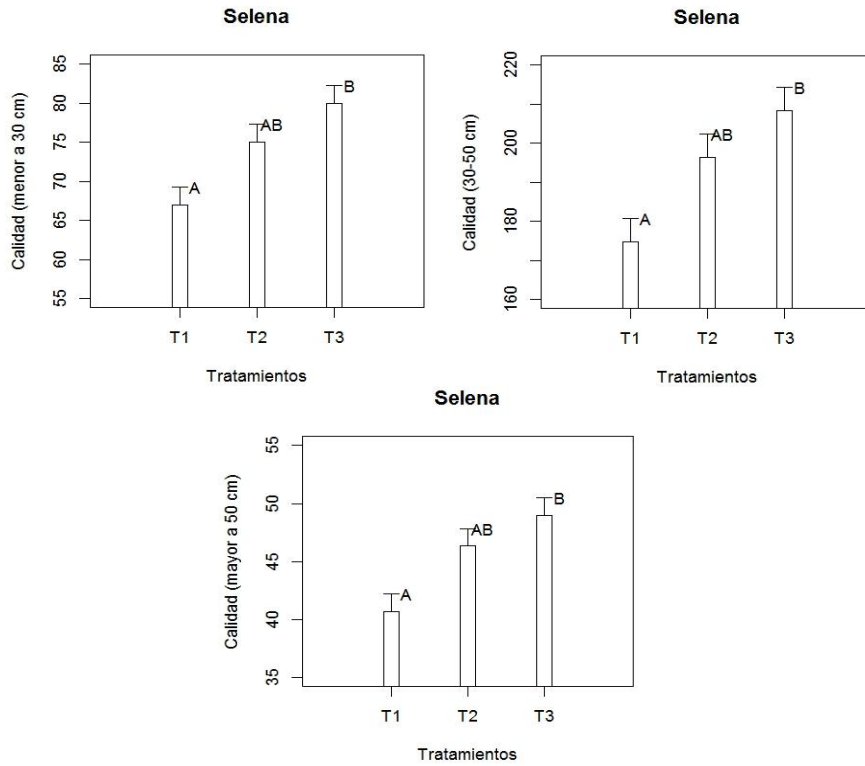 Selena
Calidad (menor a 30 cm)
85
80
75
70
65
60
55
A
AB
B
T1 T2 T3
Tratamientos
Selena
Calidad (30-50 cm)
220
200
180
160
A
AB
B
T1 T2 T3
Tratamientos
Selena
Calidad (mayor a 50 cm)
55
50
45
40
35
A
AB
B
T1 T2 T3
Tratamientos